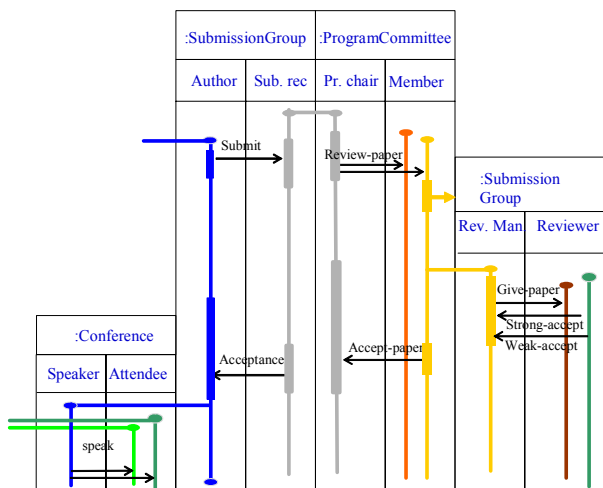 :SubmissionGroup :ProgramCommittee
Author Sub. rec Pr. chair Member
Submit
Review-paper
:Submission
Group
Rev. Man. Reviewer
Give-paper
Strong-accept
Weak-accept
:Conference
Acceptance Accept-paper
Speaker Attendee
speak